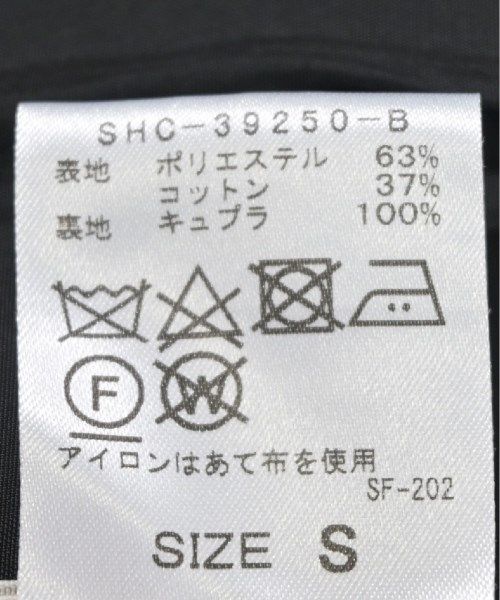 SHC-39250-B
表地 ポリエステル 63%
コットン 37%
裏地 キュプラ 100%
F W
アイロンはあて布を使用
SF-202
SIZE S